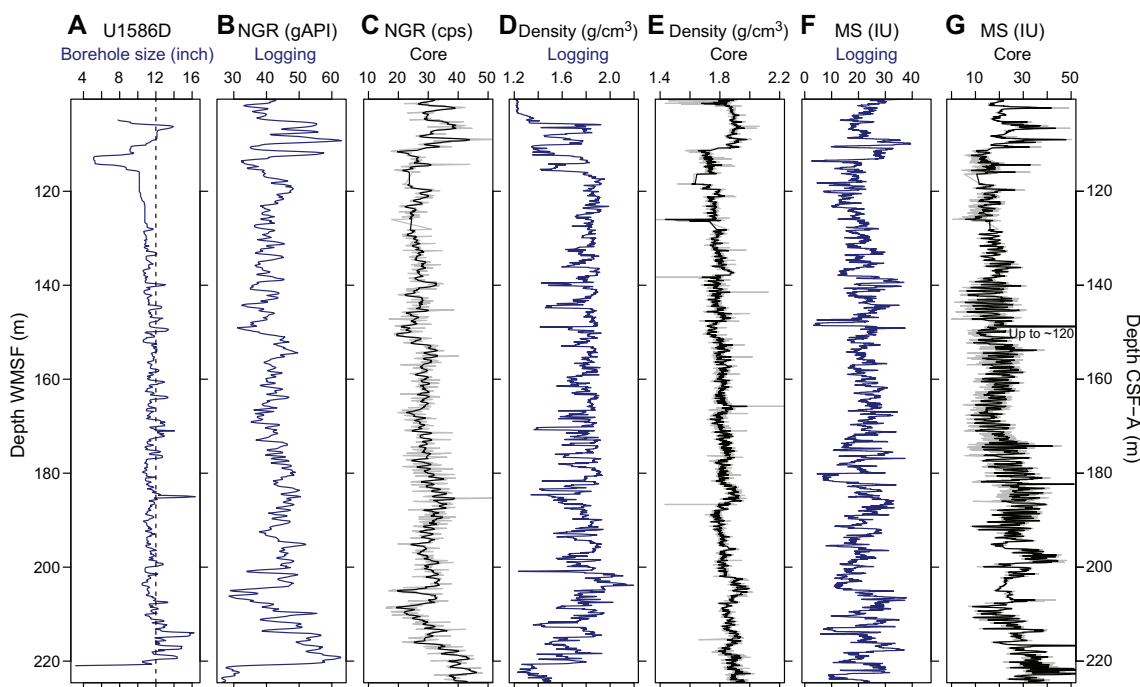 A U1586D
Borehole size (inch)
4 8 12 16
B NGR (gAPI)
Logging
30 40 50 60
C NGR (cps)
Core
10 20 30 40 50
D Density (g/cm³)
Logging
1.2 1.6 2.0
E Density (g/cm³)
Core
1.4 1.8 2.2
F MS (IU)
Logging
0 10 20 30 40
G MS (IU)
Core
10 30 50
Depth WMSF (m)
120
140
160
180
200
220
Up to ~120
120
140
160
180
200
220
Depth CSF−A (m)